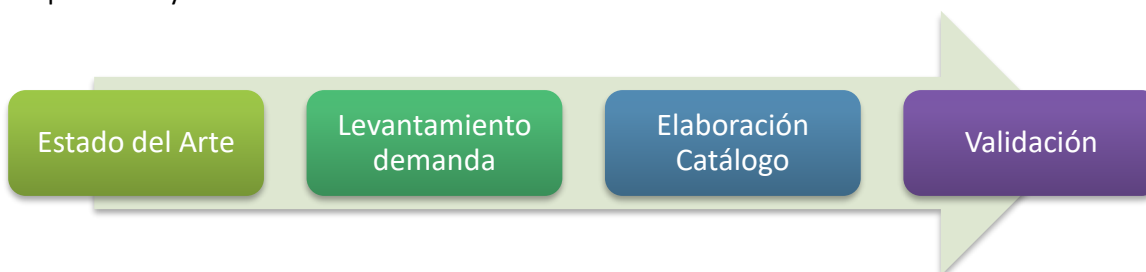 Estado del Arte
Levantamiento
demanda
Elaboración
Catálogo
Validación